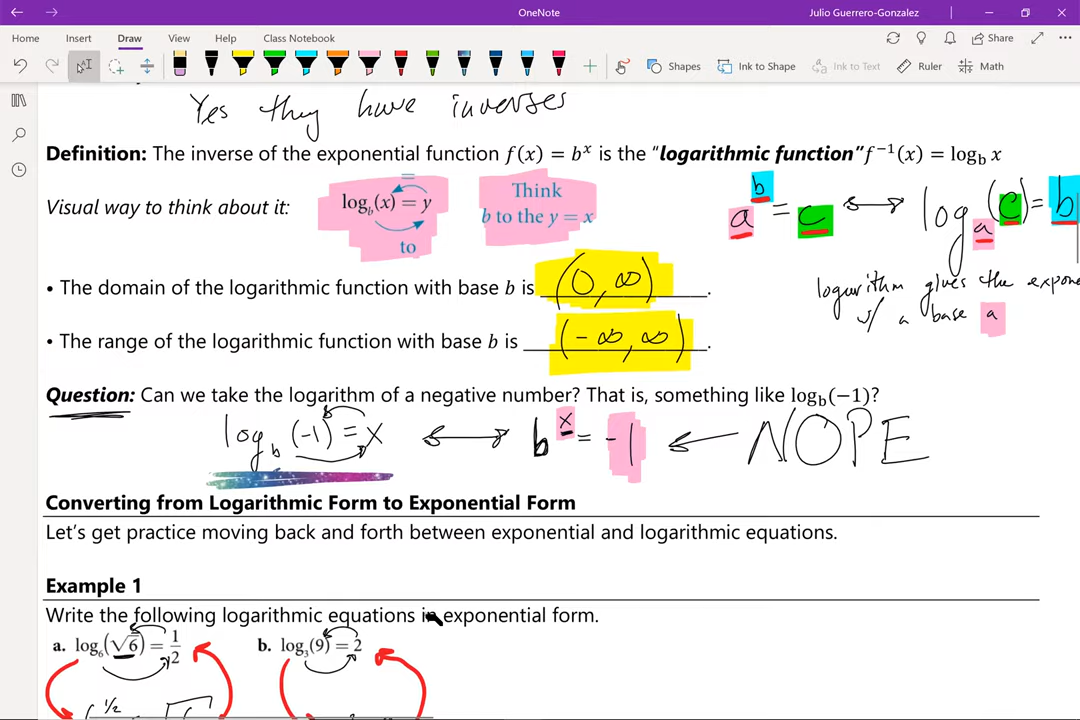 OneNote
Julio Guerrero-Gonzalez
Home Insert Draw View Help Class Notebook
Share
Shapes Ink to Shape Ink to Text Ruler Math
Yes they have inverses
Definition: The inverse of the exponential function f(x) = bˣ is the "logarithmic function" f⁻¹(x) = log_b x
Visual way to think about it:
=
log_b(x) = y
to
Think
b to the y = x
a^b = c ↔ log_a(c) = b
logarithm gives the expone
w/ a base a
• The domain of the logarithmic function with base b is (0, ∞).
• The range of the logarithmic function with base b is (-∞, ∞).
Question: Can we take the logarithm of a negative number? That is, something like log_b(−1)?
log_b (-1) = x ↔ b^x = -1 ← NOPE
Converting from Logarithmic Form to Exponential Form
Let's get practice moving back and forth between exponential and logarithmic equations.
Example 1
Write the following logarithmic equations in exponential form.
a. log₆(√6) = 1/2 b. log₃(9) = 2